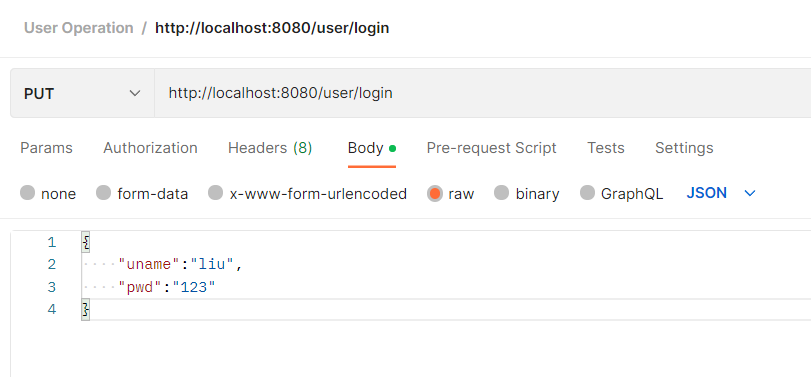 User Operation / http://localhost:8080/user/login
PUT http://localhost:8080/user/login
Params Authorization Headers (8) Body Pre-request Script Tests Settings
none form-data x-www-form-urlencoded raw binary GraphQL JSON
1 {
2 ····"uname":"liu",
3 ····"pwd":"123"
4 }